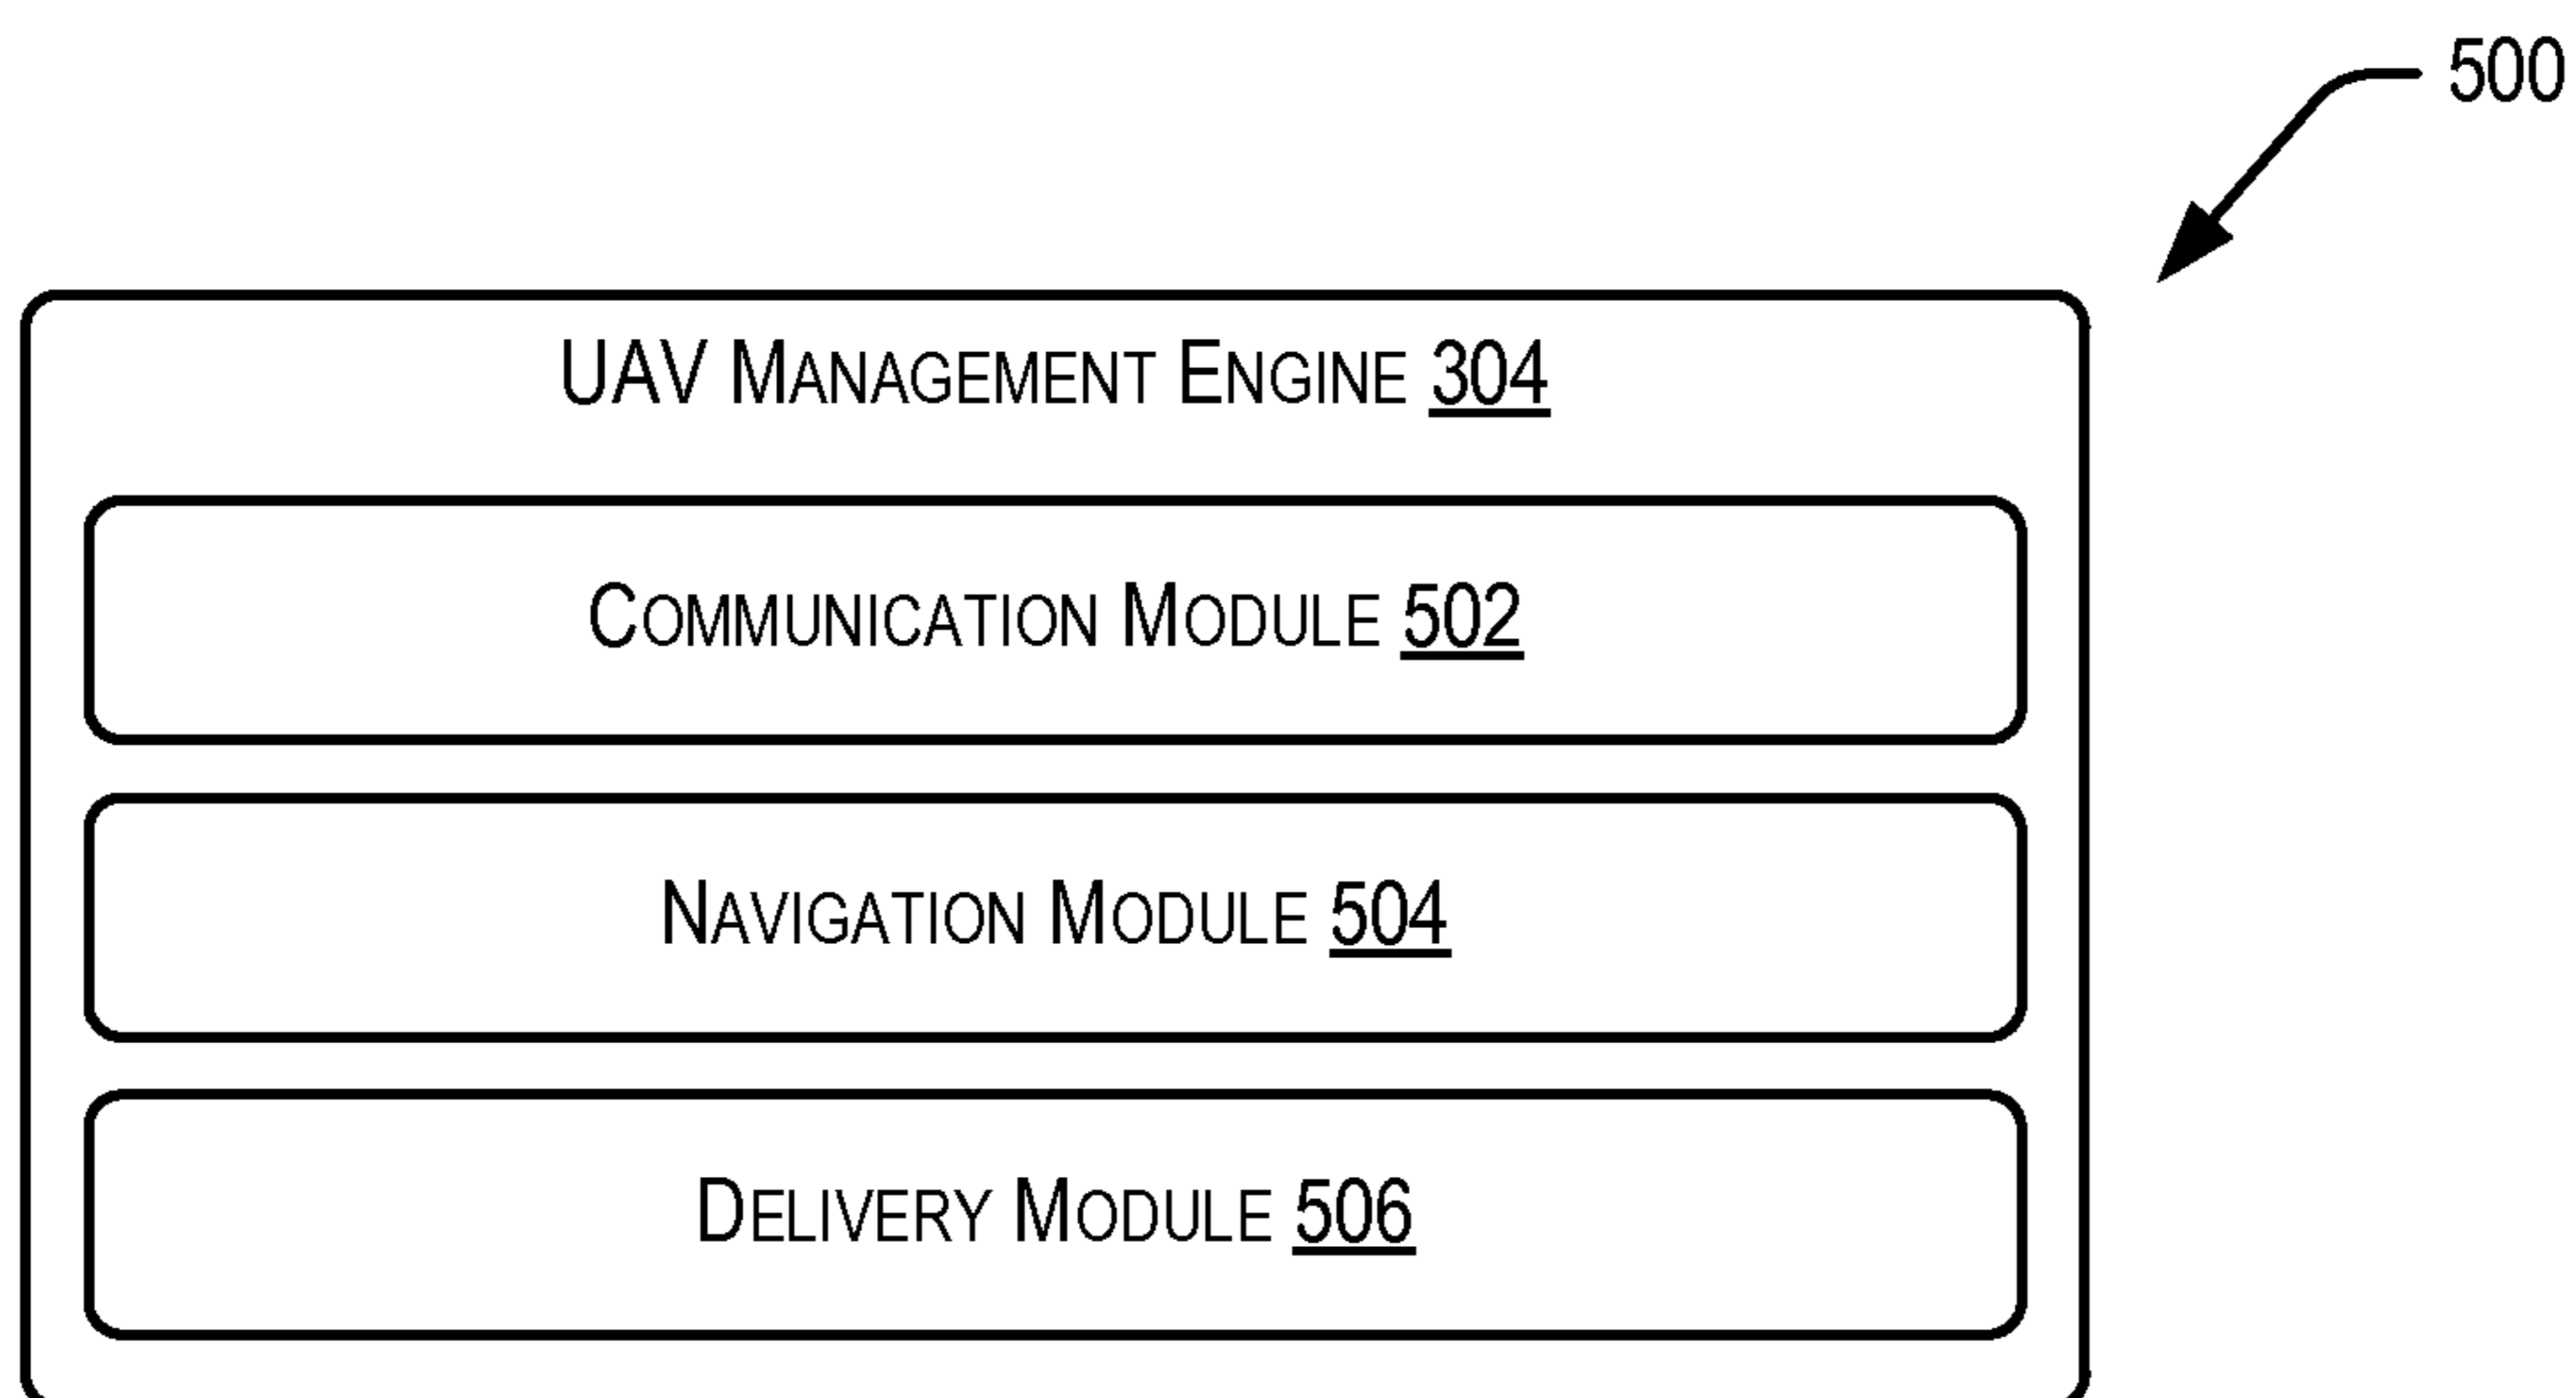 500
UAV MANAGEMENT ENGINE 304
COMMUNICATION MODULE 502
NAVIGATION MODULE 504
DELIVERY MODULE 506